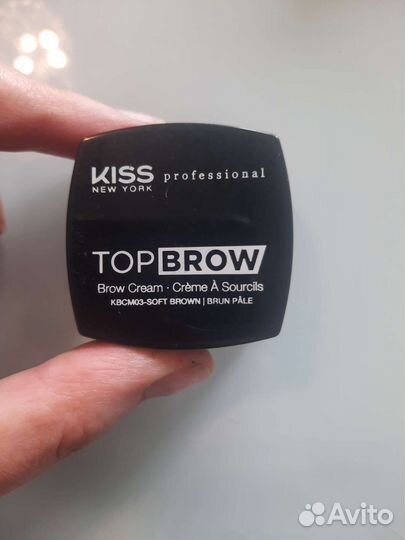 KISS professional
NEW YORK
TOPBROW
Brow Cream · Crème À Sourcils
KBCM03-SOFT BROWN | BRUN PÂLE
Avito